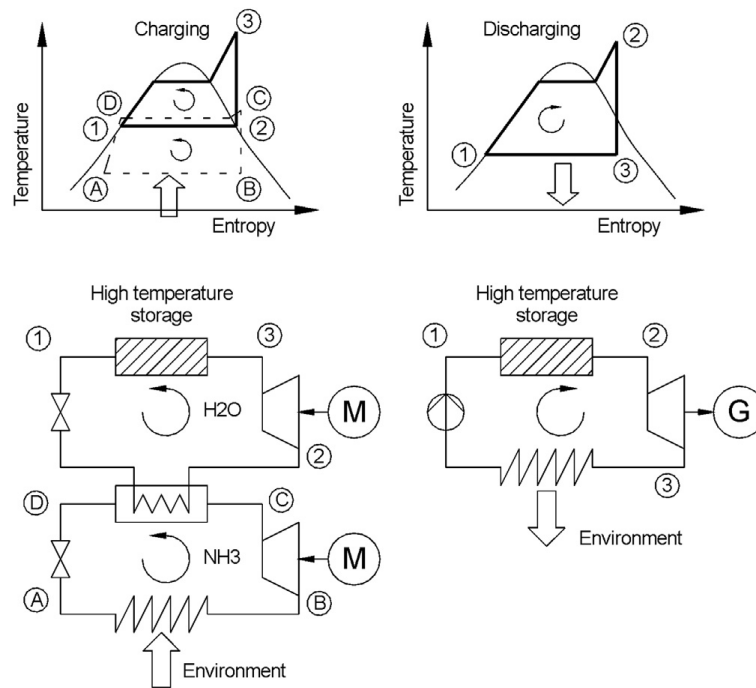 Charging
Temperature
Entropy
1
2
3
A
B
C
D
Discharging
Temperature
Entropy
1
2
3
High temperature
storage
1
3
H2O
M
2
D
C
NH3
M
A
B
Environment
High temperature
storage
1
2
G
3
Environment